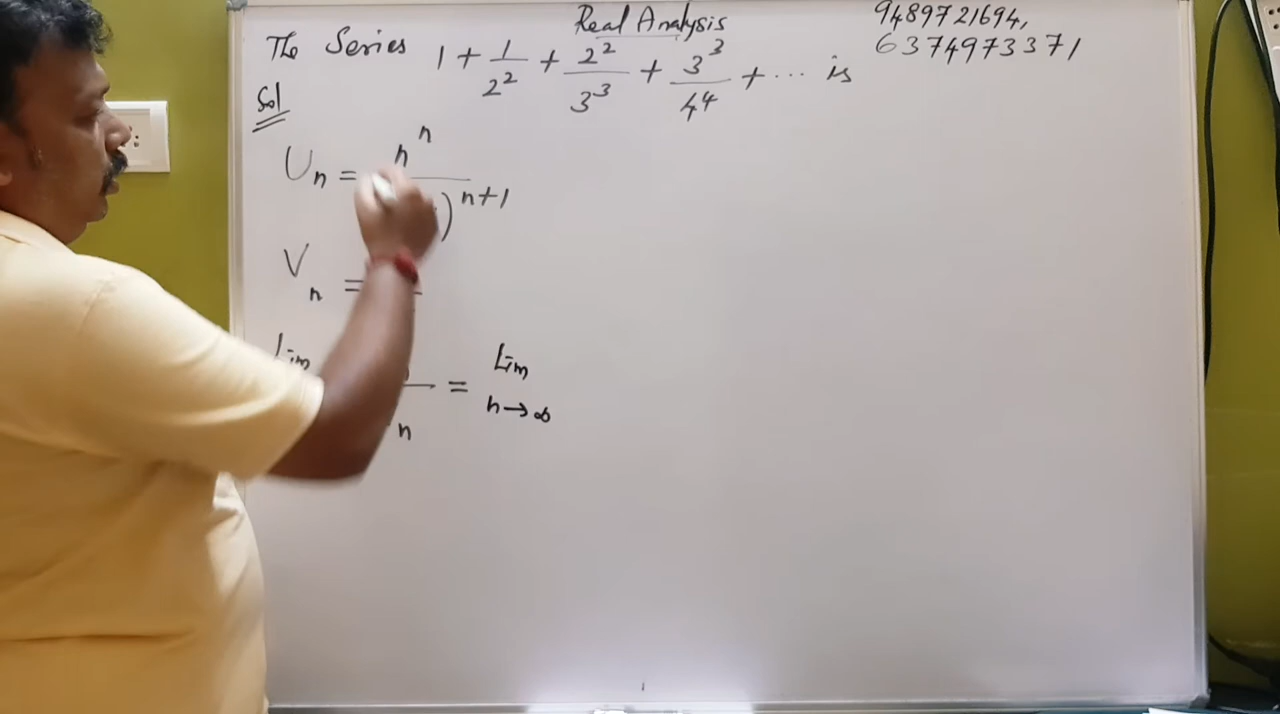 Real Analysis
9489721694,
6374973371
The Series 1 + 1/2² + 2²/3³ + 3³/4⁴ + ... is
Sol
Uₙ = nⁿ / )ⁿ⁺¹
Vₙ =
Lim n = Lim n→∞